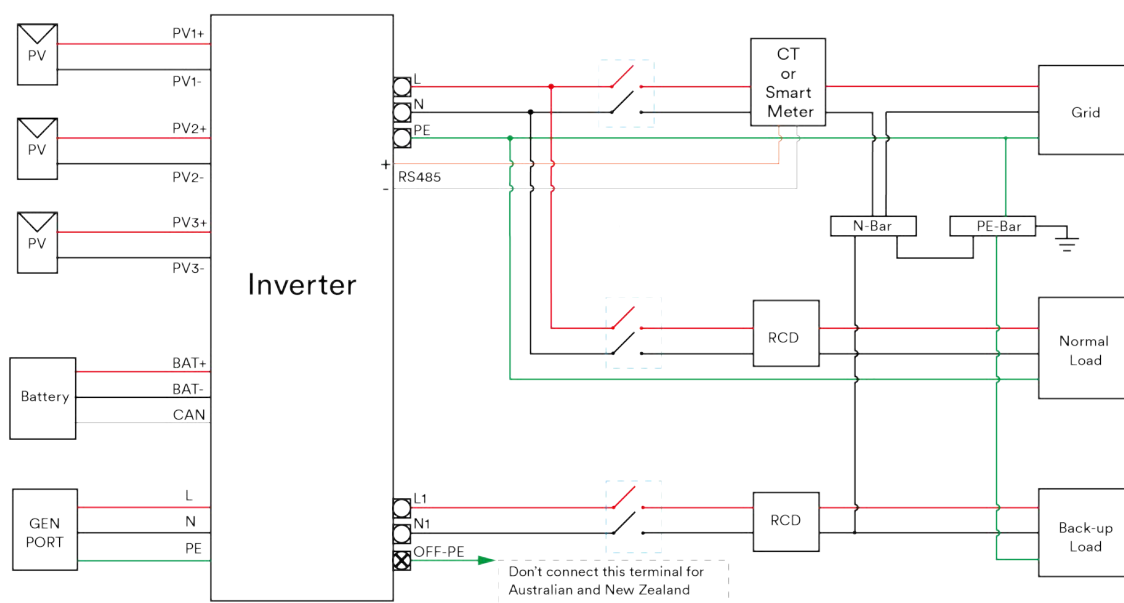 PV
PV1+
PV1-
PV
PV2+
PV2-
PV
PV3+
PV3-
Battery
BAT+
BAT-
CAN
GEN
PORT
L
N
PE
Inverter
L
N
PE
+
RS485
-
CT
or
Smart
Meter
Grid
N-Bar
PE-Bar
RCD
Normal
Load
L1
N1
OFF-PE
RCD
Back-up
Load
Don't connect this terminal for
Australian and New Zealand